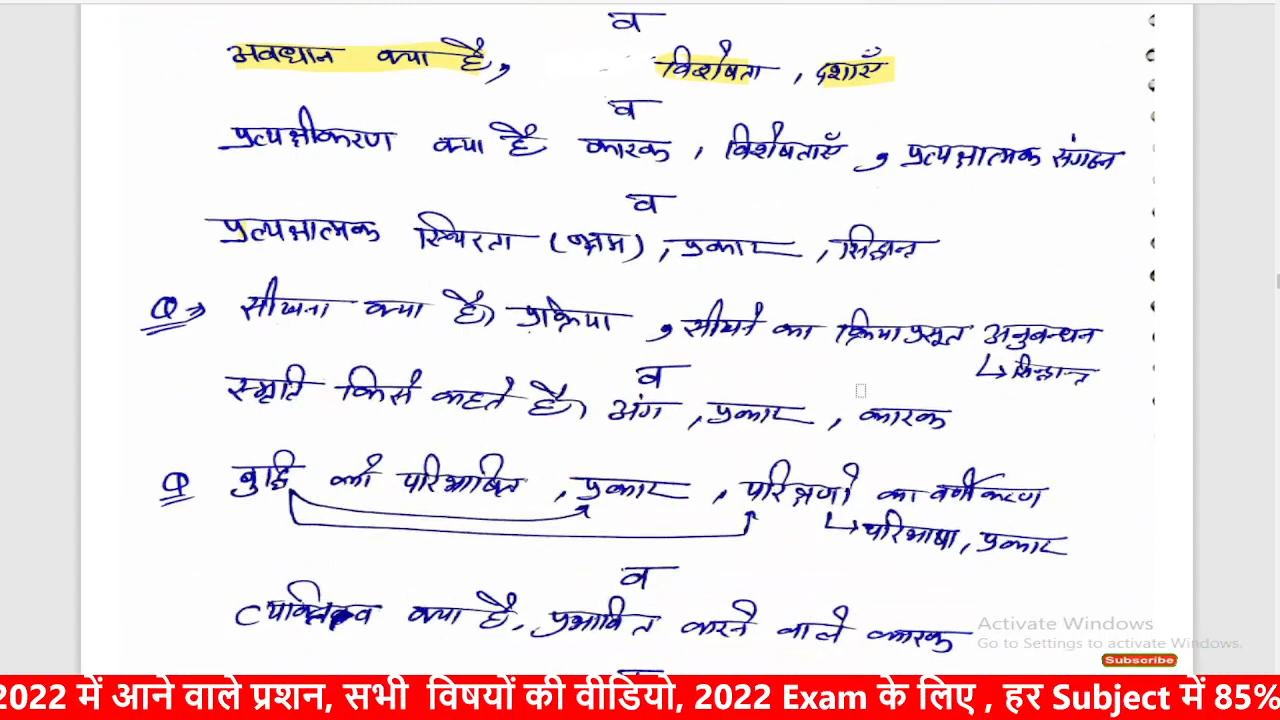 व
अवधान क्या है, विशेषता, दशाएँ
व
प्रत्यक्षीकरण क्या है कारक, विशेषताएँ, प्रत्यक्षात्मक संगठन
व
प्रत्यक्षात्मक स्थिरता (भ्रम), प्रकार, सिद्धान्त
Q→ सीखना क्या है, प्रक्रिया, सीखने का क्रियाप्रसूत अनुबन्धन
↳ सिद्धान्त
व
स्मृति किसे कहते है, अंग, प्रकार, कारक
Q बुद्धि को परिभाषित, प्रकार, परिक्षणो का वर्गीकरण
↳ परिभाषा, प्रकार
व
व्यक्तित्व क्या है, प्रभावित करने वाले कारक
Activate Windows
Go to Settings to activate Windows.
Subscribe
2022 में आने वाले प्रशन, सभी विषयों की वीडियो, 2022 Exam के लिए , हर Subject में 85%